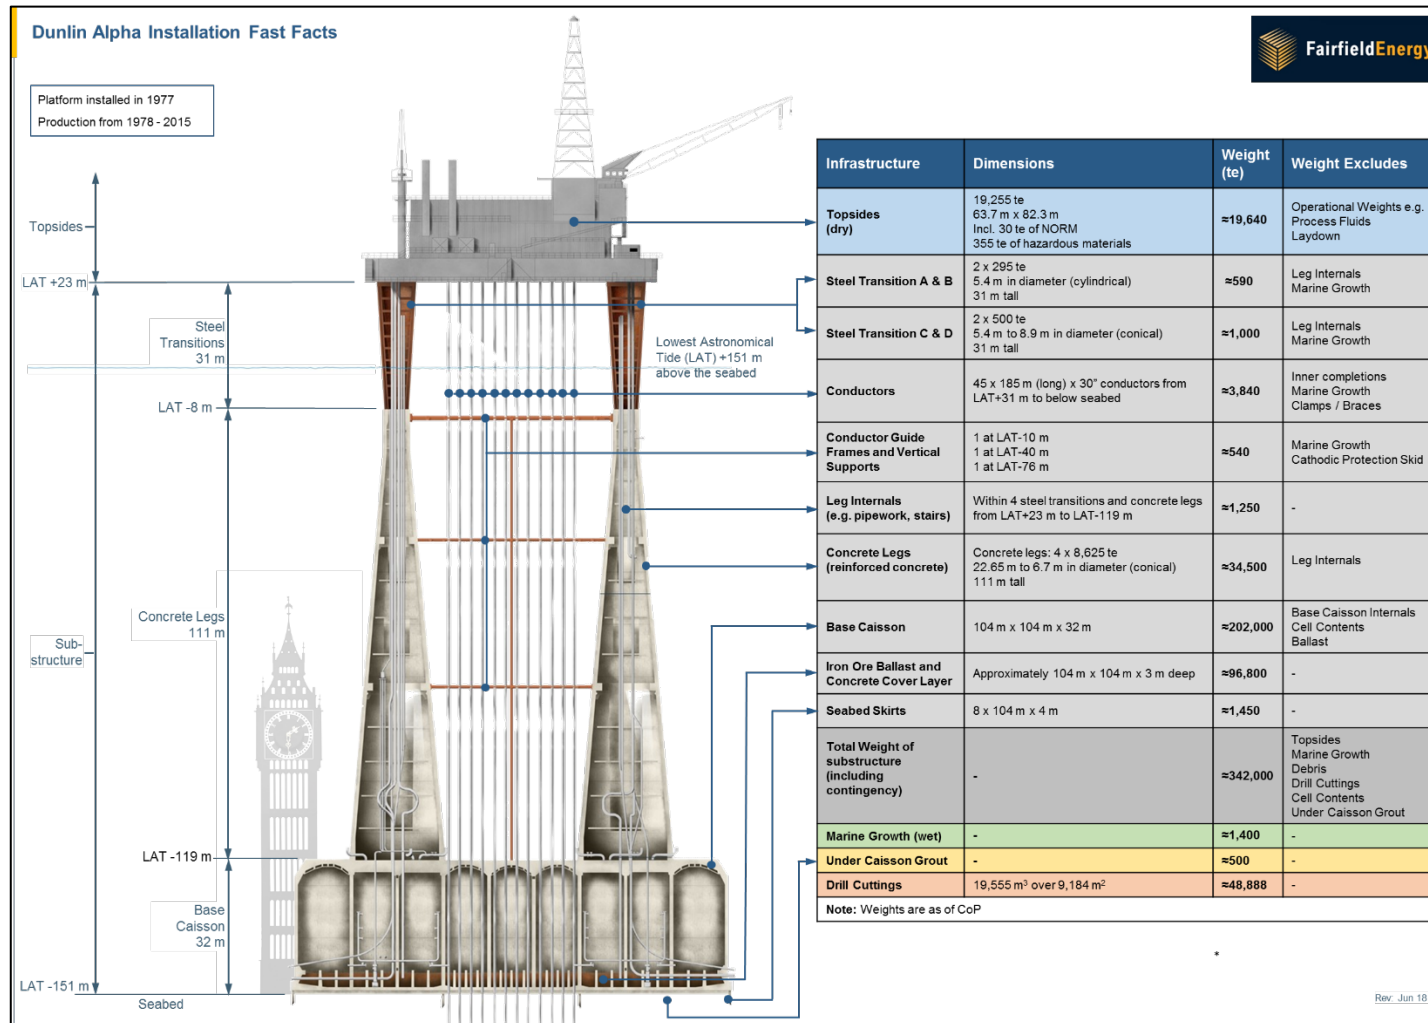 Dunlin Alpha Installation Fast Facts
FairfieldEnergy
Platform installed in 1977
Production from 1978 - 2015
Topsides
LAT +23 m
Steel
Transitions
31 m
Lowest Astronomical
Tide (LAT) +151 m
above the seabed
LAT -8 m
Concrete Legs
111 m
Sub-
structure
LAT -119 m
Base
Caisson
32 m
LAT -151 m
Seabed
Infrastructure Dimensions Weight (te) Weight Excludes
Topsides
(dry)
19,255 te
63.7 m x 82.3 m
Incl. 30 te of NORM
355 te of hazardous materials
≈19,640
Operational Weights e.g.
Process Fluids
Laydown
Steel Transition A & B
2 x 295 te
5.4 m in diameter (cylindrical)
31 m tall
≈590
Leg Internals
Marine Growth
Steel Transition C & D
2 x 500 te
5.4 m to 8.9 m in diameter (conical)
31 m tall
≈1,000
Leg Internals
Marine Growth
Conductors
45 x 185 m (long) x 30” conductors from
LAT+31 m to below seabed
≈3,840
Inner completions
Marine Growth
Clamps / Braces
Conductor Guide
Frames and Vertical
Supports
1 at LAT-10 m
1 at LAT-40 m
1 at LAT-76 m
≈540
Marine Growth
Cathodic Protection Skid
Leg Internals
(e.g. pipework, stairs)
Within 4 steel transitions and concrete legs
from LAT+23 m to LAT-119 m
≈1,250
-
Concrete Legs
(reinforced concrete)
Concrete legs: 4 x 8,625 te
22.65 m to 6.7 m in diameter (conical)
111 m tall
≈34,500
Leg Internals
Base Caisson
104 m x 104 m x 32 m
≈202,000
Base Caisson Internals
Cell Contents
Ballast
Iron Ore Ballast and
Concrete Cover Layer
Approximately 104 m x 104 m x 3 m deep
≈96,800
-
Seabed Skirts
8 x 104 m x 4 m
≈1,450
-
Total Weight of
substructure
(including
contingency)
-
≈342,000
Topsides
Marine Growth
Debris
Drill Cuttings
Cell Contents
Under Caisson Grout
Marine Growth (wet) - ≈1,400 -
Under Caisson Grout - ≈500 -
Drill Cuttings 19,555 m³ over 9,184 m² ≈48,888 -
Note: Weights are as of CoP
*
Rev: Jun 18